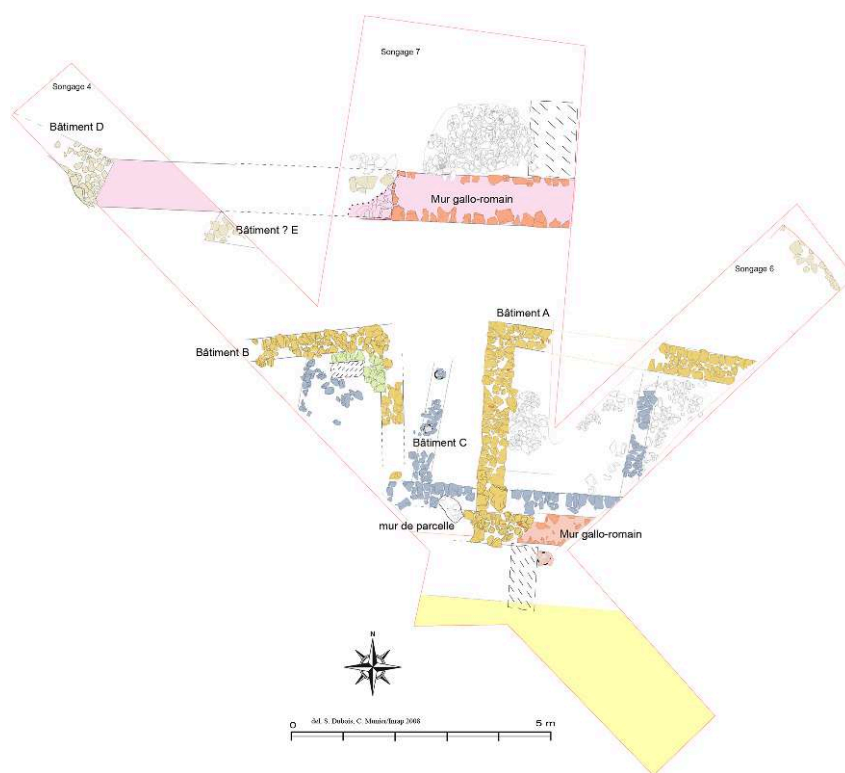 Songage 7
Songage 4
Bâtiment D
Mur gallo-romain
Bâtiment ? E
Songage 6
Bâtiment A
Bâtiment B
Bâtiment C
mur de parcelle
Mur gallo-romain
N
0 del. S. Dubois, C. Munier/Inrap 2008 5 m